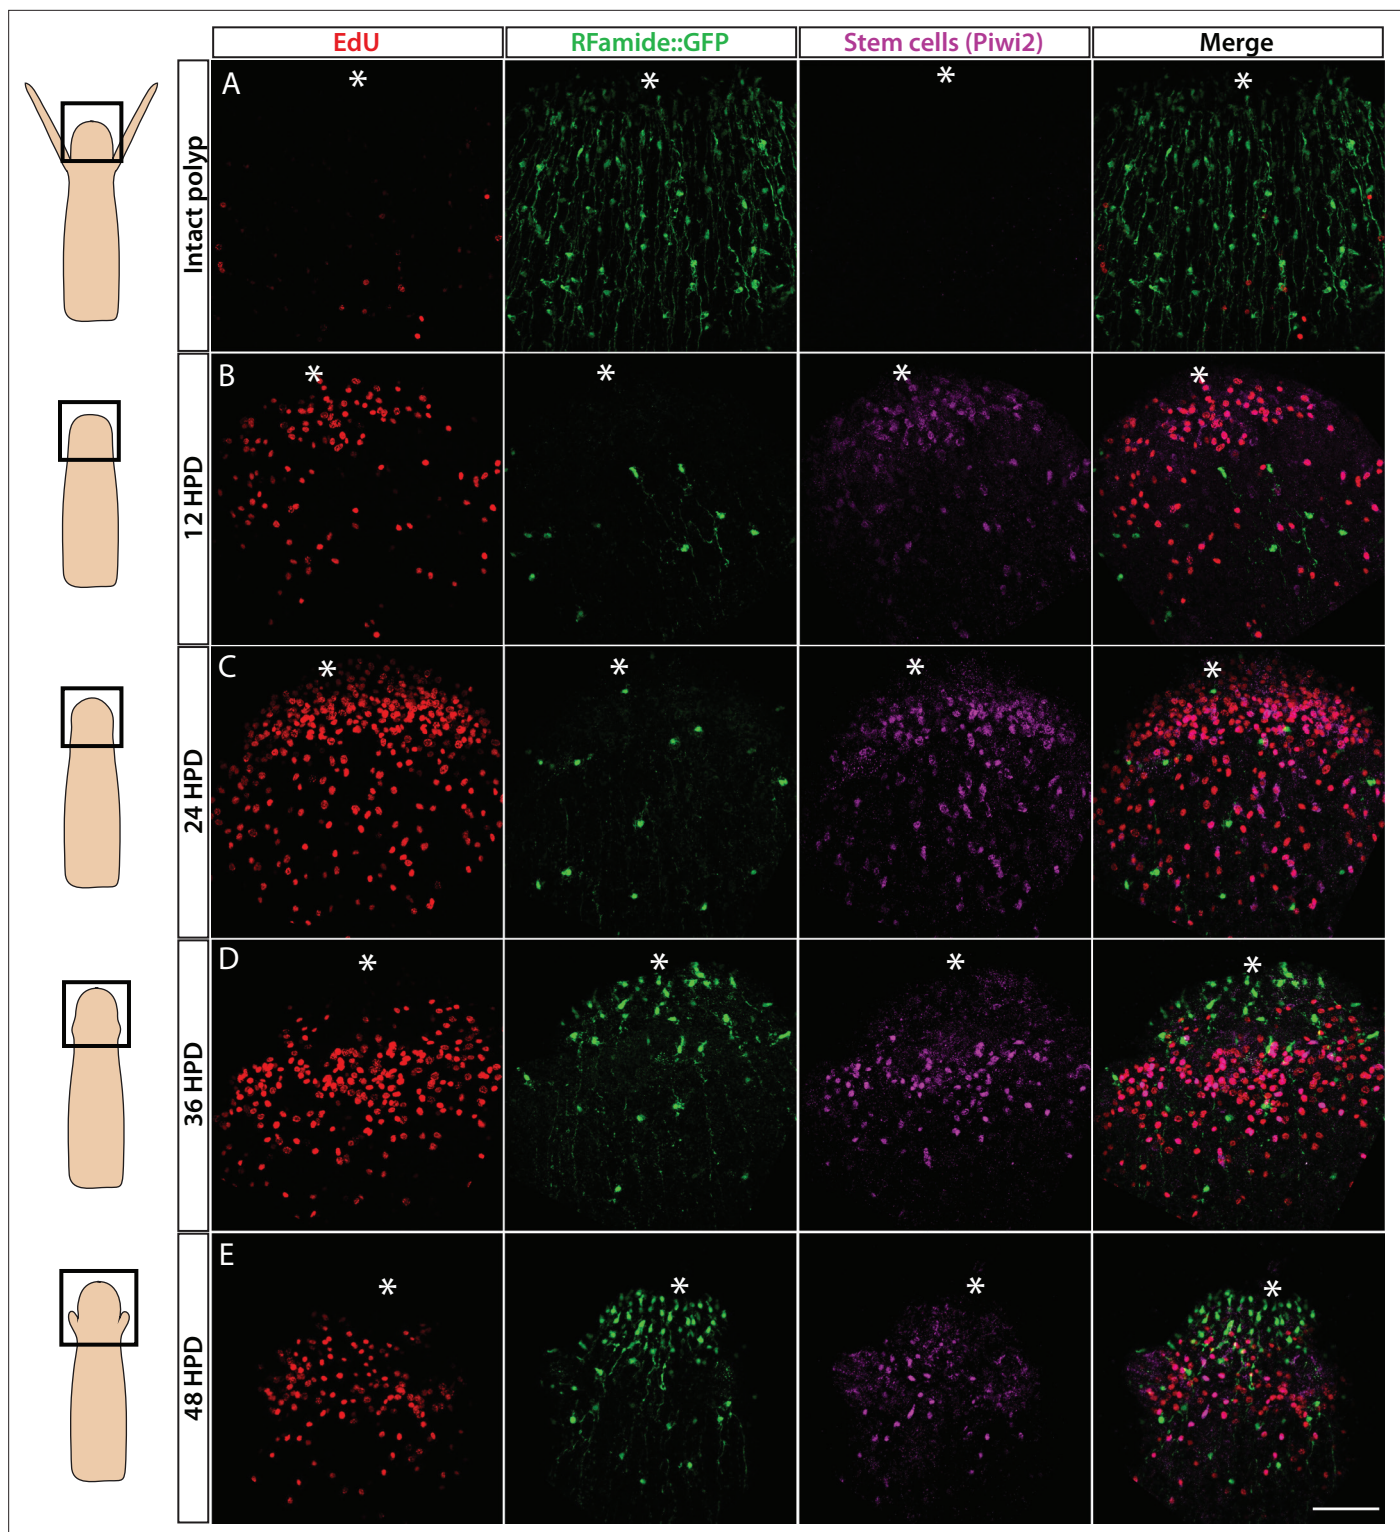 EdU
RFamide::GFP
Stem cells (Piwi2)
Merge
Intact polyp
A
*
*
*
*
12 HPD
B
*
*
*
*
24 HPD
C
*
*
*
*
36 HPD
D
*
*
*
*
48 HPD
E
*
*
*
*